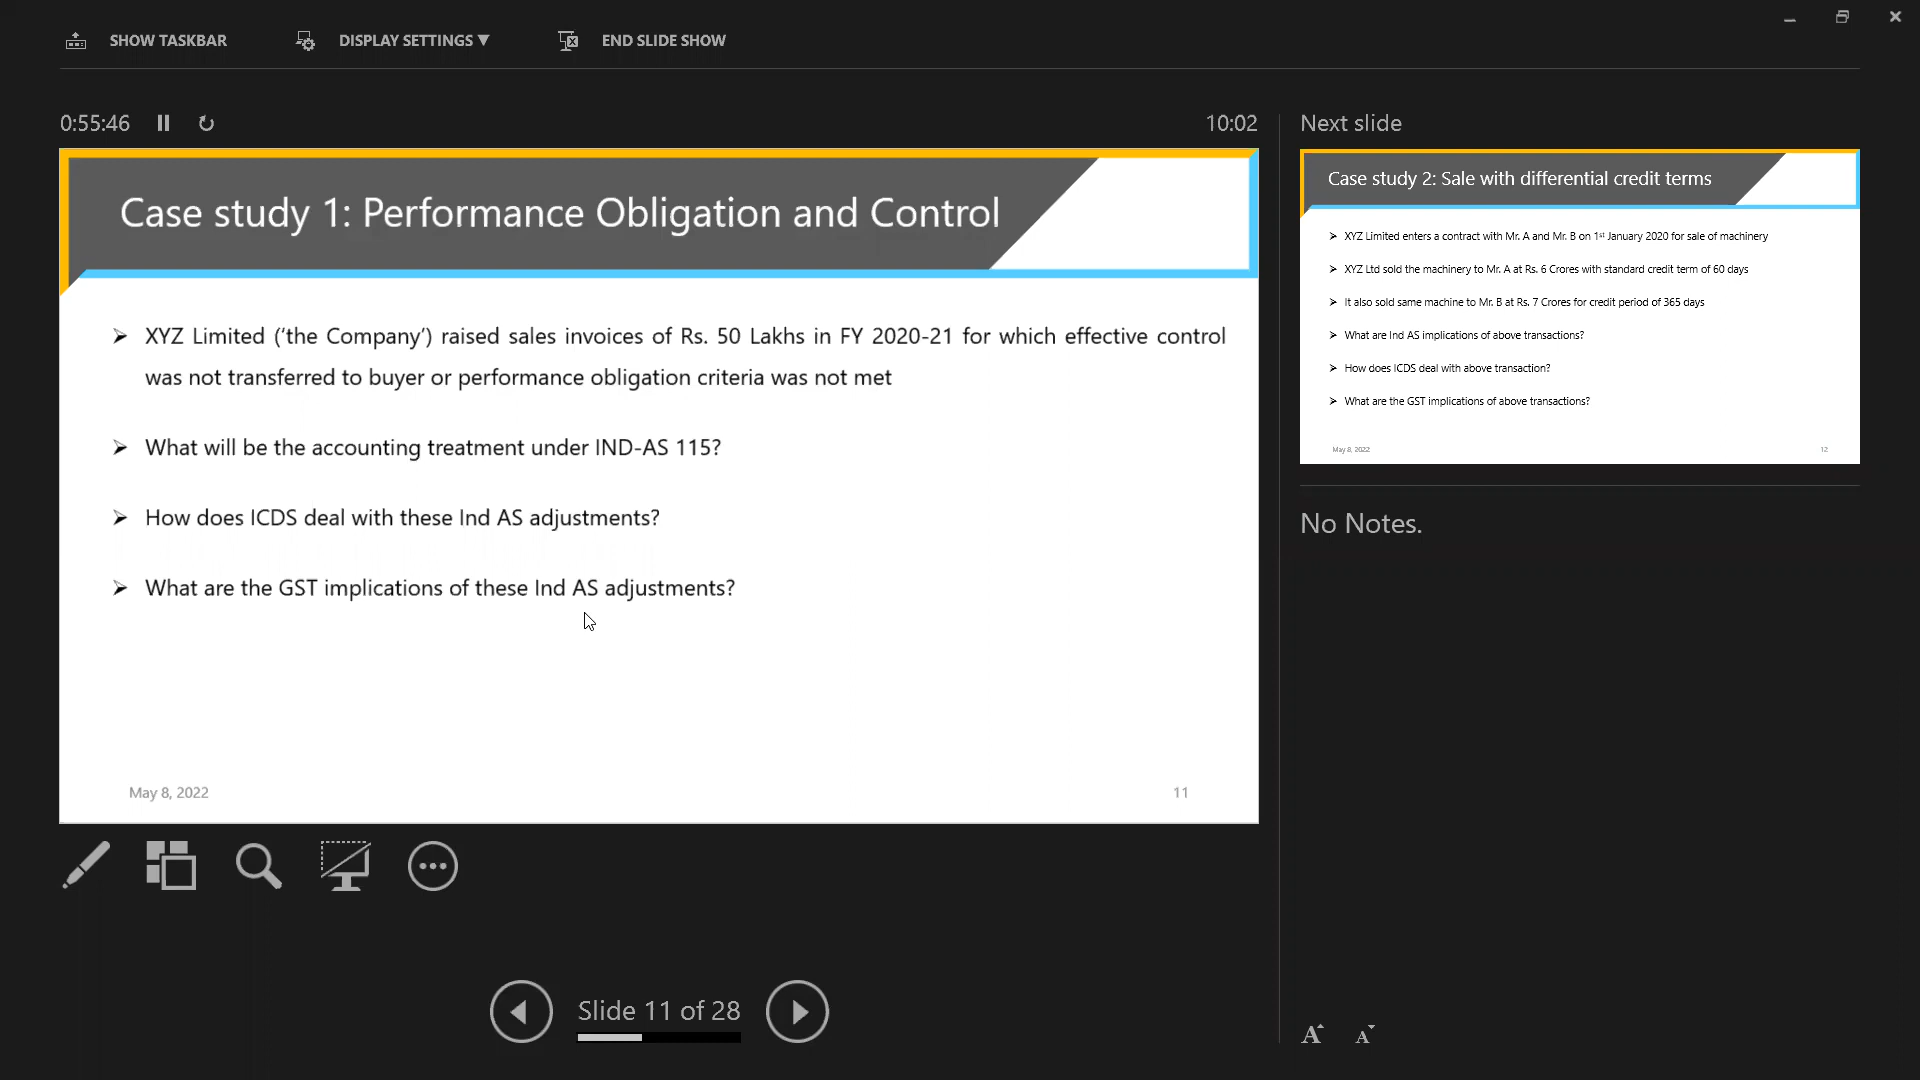 SHOW TASKBAR
DISPLAY SETTINGS ▼
END SLIDE SHOW
0:55:46
10:02
Case study 1: Performance Obligation and Control
➢ XYZ Limited (‘the Company’) raised sales invoices of Rs. 50 Lakhs in FY 2020-21 for which effective control
was not transferred to buyer or performance obligation criteria was not met
➢ What will be the accounting treatment under IND-AS 115?
➢ How does ICDS deal with these Ind AS adjustments?
➢ What are the GST implications of these Ind AS adjustments?
May 8, 2022
11
Slide 11 of 28
Next slide
Case study 2: Sale with differential credit terms
➢ XYZ Limited enters a contract with Mr. A and Mr. B on 1st January 2020 for sale of machinery
➢ XYZ Ltd sold the machinery to Mr. A at Rs. 6 Crores with standard credit term of 60 days
➢ It also sold same machine to Mr. B at Rs. 7 Crores for credit period of 365 days
➢ What are Ind AS implications of above transactions?
➢ How does ICDS deal with above transaction?
➢ What are the GST implications of above transactions?
May 8, 2022
12
No Notes.
A A